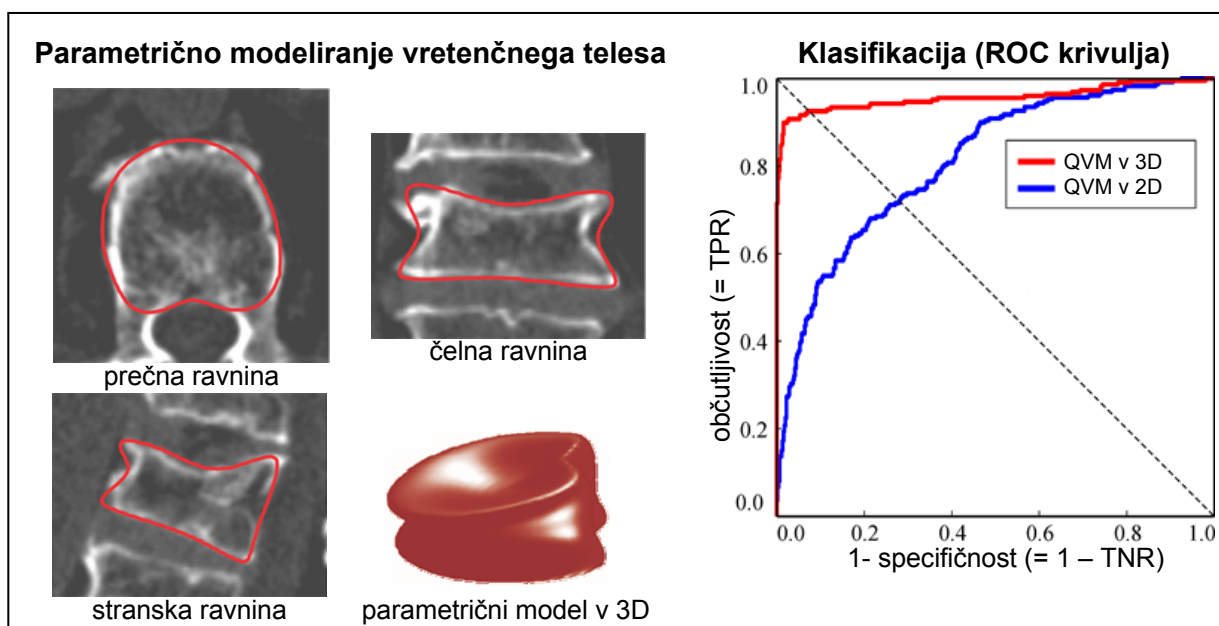 Parametrično modeliranje vretenčnega telesa
prečna ravnina
čelna ravnina
stranska ravnina
parametrični model v 3D
Klasifikacija (ROC krivulja)
občutljivost (= TPR)
1.0
0.8
0.6
0.4
0.2
0.0
QVM v 3D
QVM v 2D
0.0 0.2 0.4 0.6 0.8 1.0
1- specifičnost (= 1 – TNR)